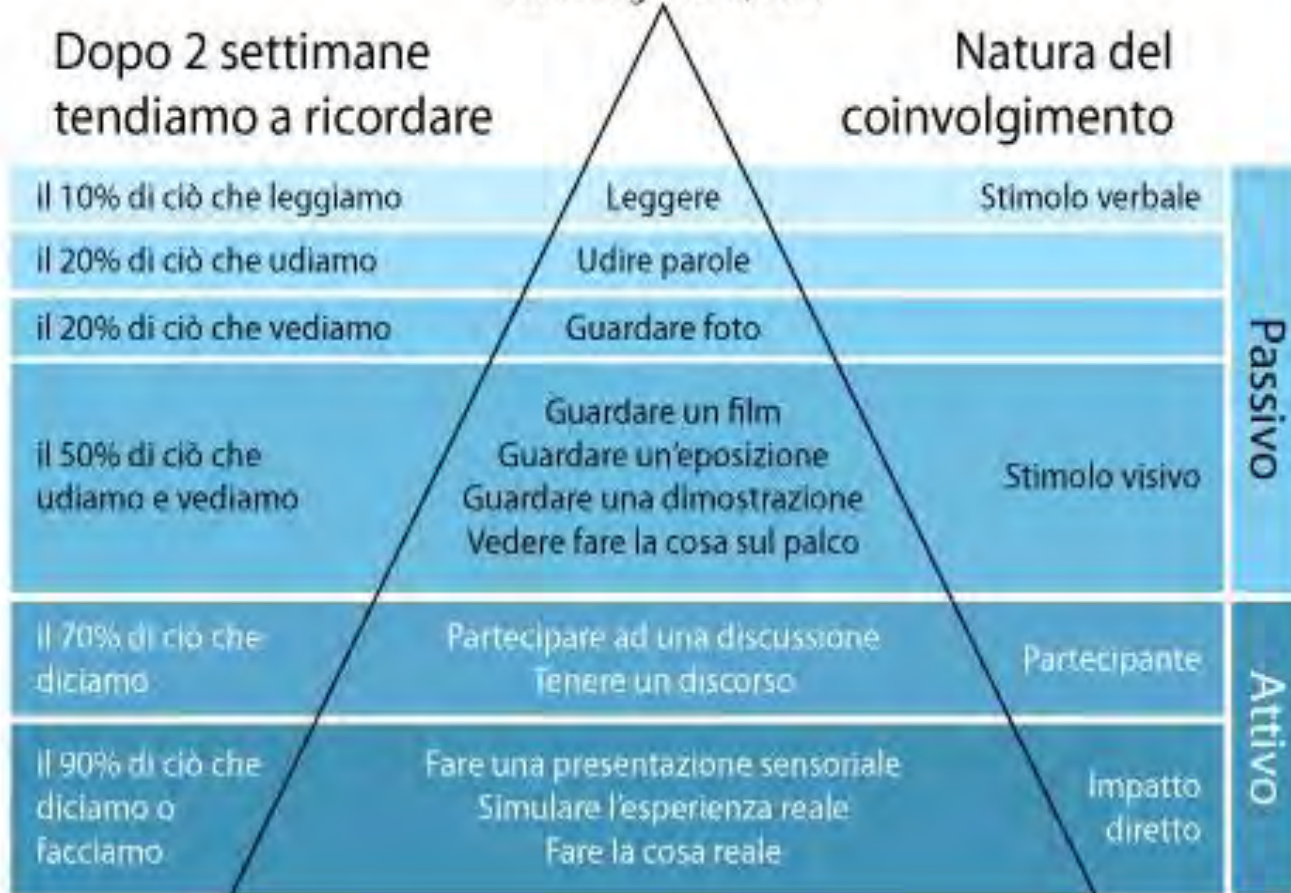 Dopo 2 settimane
tendiamo a ricordare
Natura del
coinvolgimento
il 10% di ciò che leggiamo
Leggere
Stimolo verbale
il 20% di ciò che udiamo
Udire parole
il 20% di ciò che vediamo
Guardare foto
il 50% di ciò che
udiamo e vediamo
Guardare un film
Guardare un'eposizione
Guardare una dimostrazione
Vedere fare la cosa sul palco
Stimolo visivo
Passivo
il 70% di ciò che
diciamo
Partecipare ad una discussione
Tenere un discorso
Partecipante
il 90% di ciò che
diciamo o
facciamo
Fare una presentazione sensoriale
Simulare l'esperienza reale
Fare la cosa reale
Impatto
diretto
Attivo